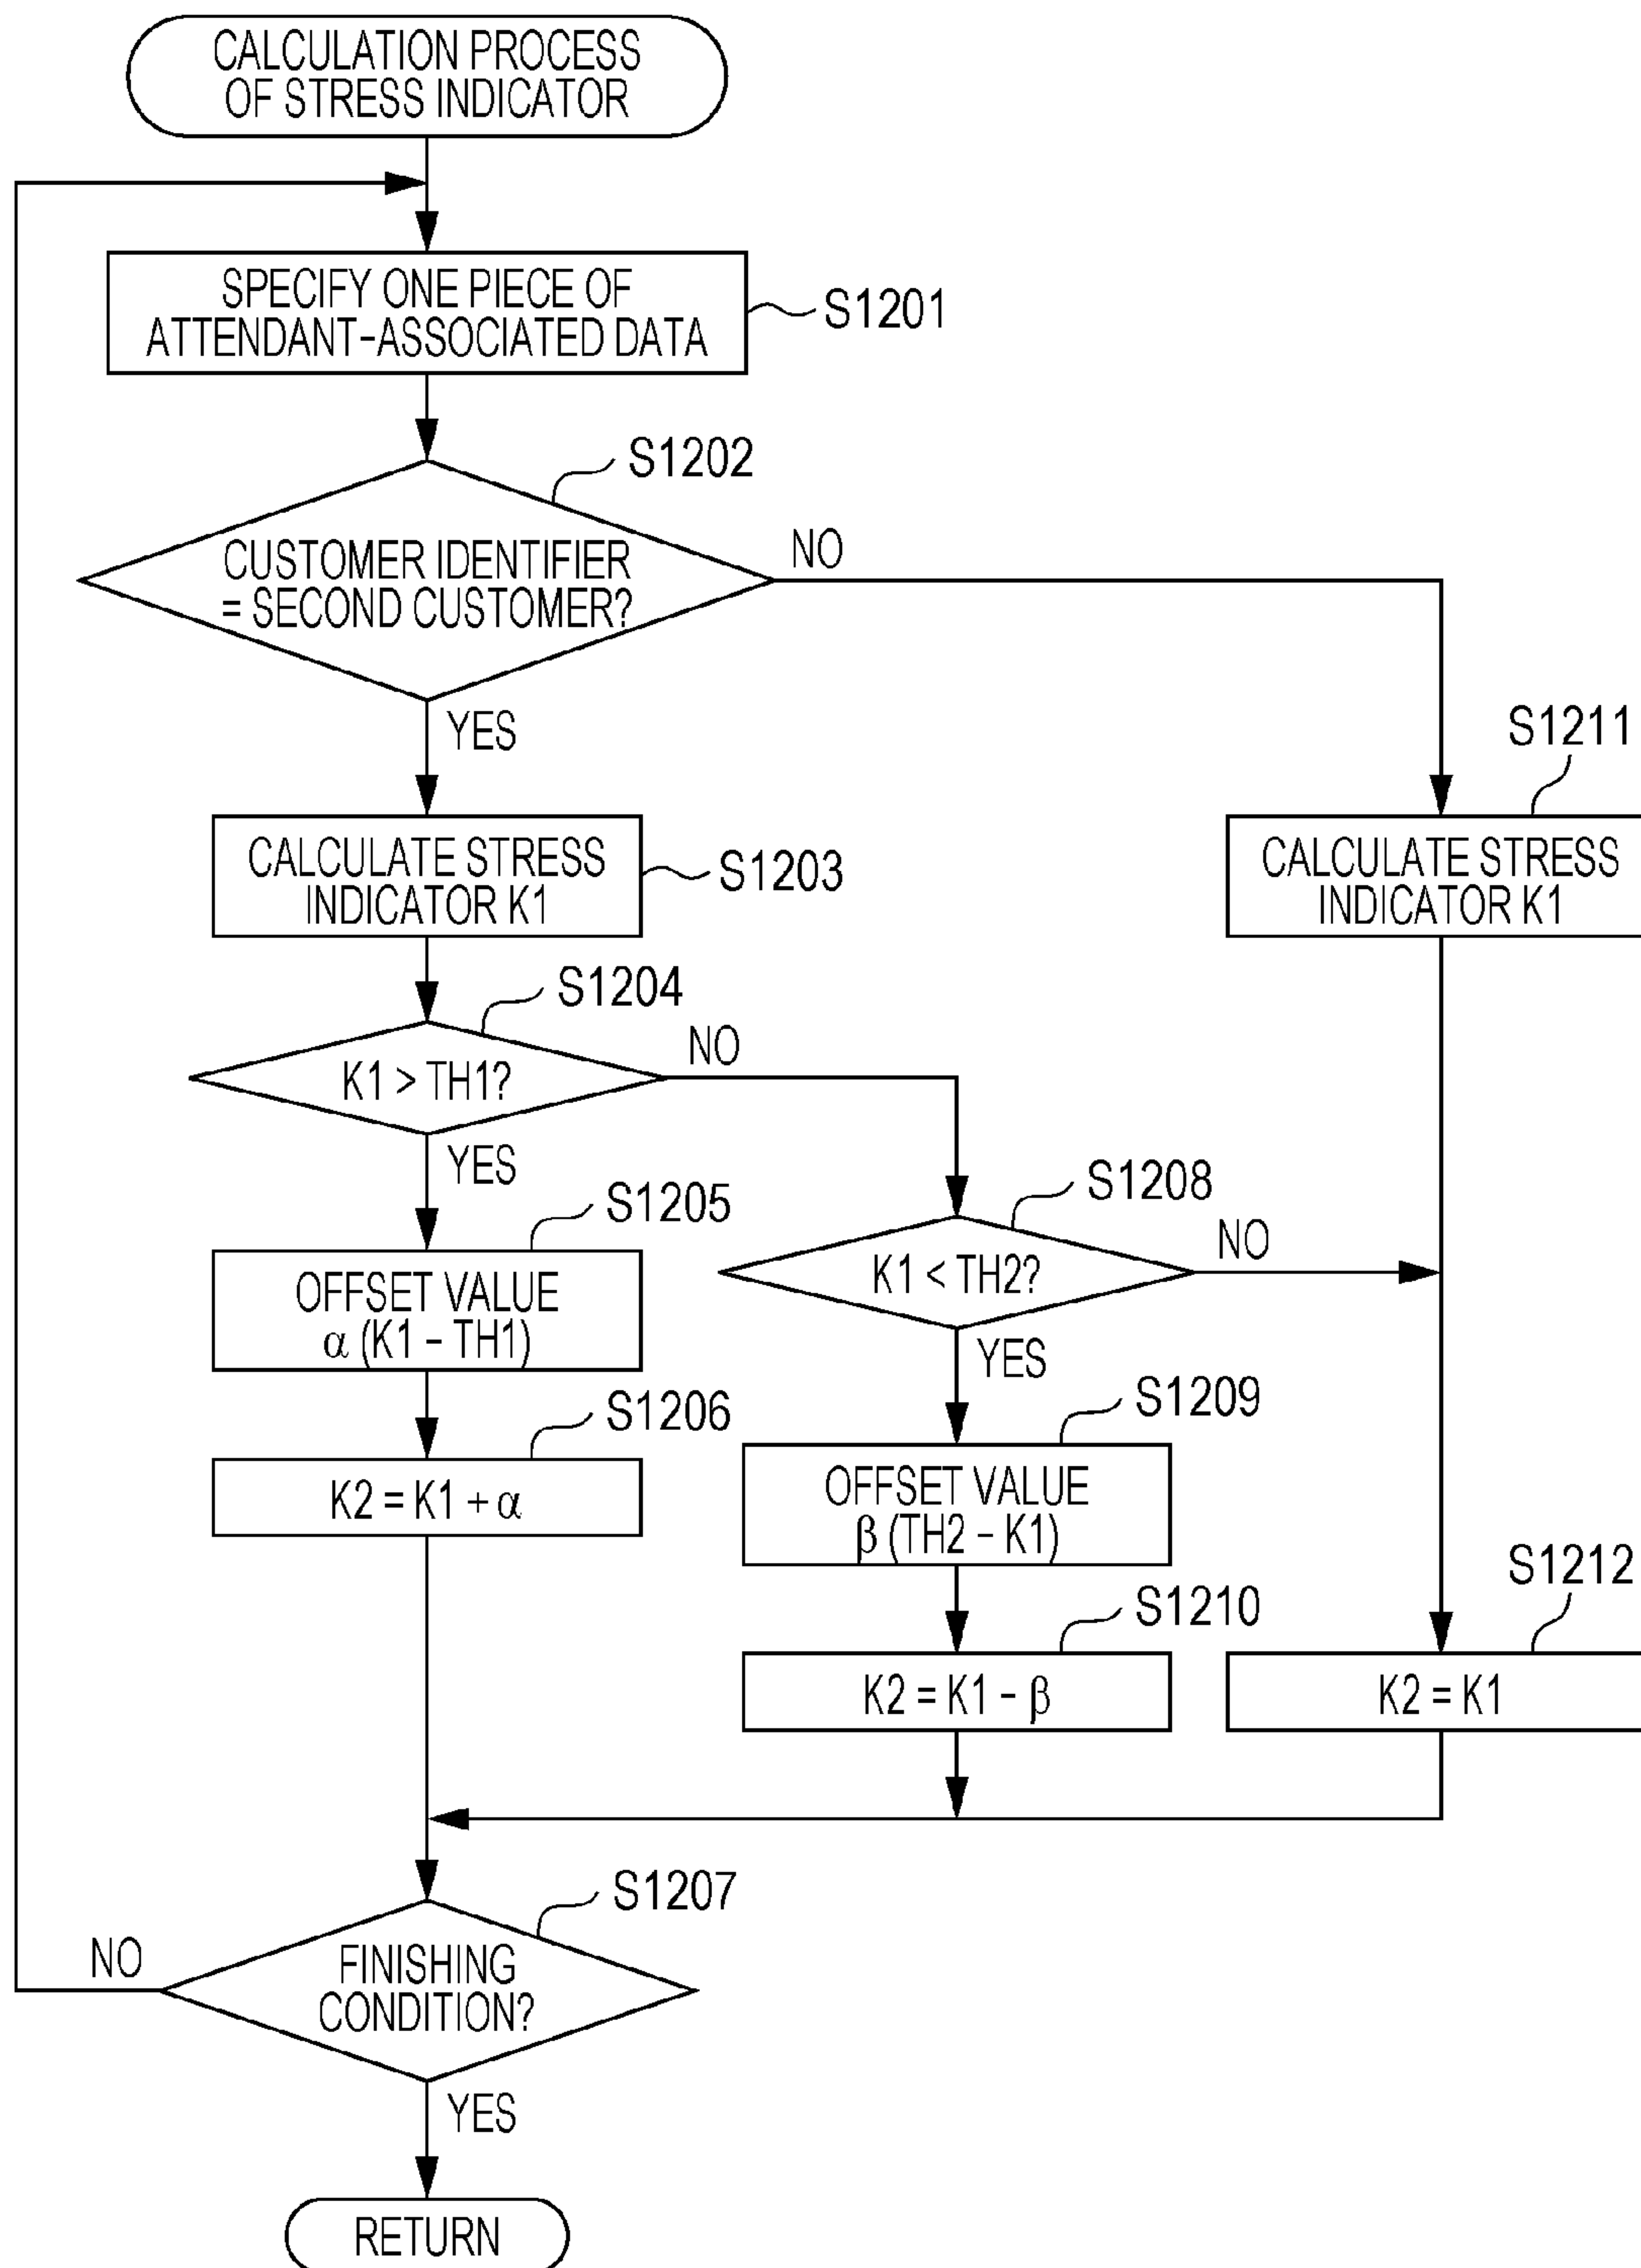 CALCULATION PROCESS
OF STRESS INDICATOR
SPECIFY ONE PIECE OF
ATTENDANT-ASSOCIATED DATA
S1201
S1202
CUSTOMER IDENTIFIER
= SECOND CUSTOMER?
NO
YES
S1211
CALCULATE STRESS
INDICATOR K1
S1203
CALCULATE STRESS
INDICATOR K1
S1204
K1 > TH1?
NO
YES
S1208
K1 < TH2?
NO
YES
S1205
OFFSET VALUE
α (K1 - TH1)
S1206
K2 = K1 + α
S1209
OFFSET VALUE
β (TH2 - K1)
S1210
K2 = K1 - β
S1212
K2 = K1
S1207
FINISHING
CONDITION?
NO
YES
RETURN